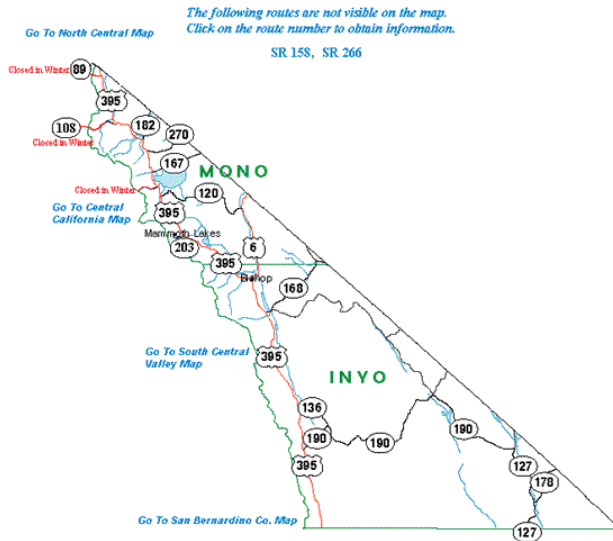 The following routes are not visible on the map.
Click on the route number to obtain information.
Go To North Central Map
SR 158, SR 266
Closed in Winter
89
395
108
182
270
Closed in Winter
167
MONO
Closed in Winter
120
Go To Central
California Map
395
Mammoth Lakes
203
6
395
Bishop
168
Go To South Central
Valley Map
395
INYO
136
190
190
190
395
127
178
Go To San Bernardino Co. Map
127